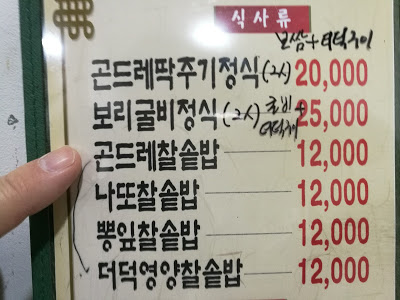 식사류
보쌈+더덕구이
곤드레딱주기정식(2人) 20,000
보리굴비정식(2人) 25,000
곤드레찰솥밥 12,000
나또찰솥밥 12,000
뽕잎찰솥밥 12,000
더덕영양찰솥밥 12,000